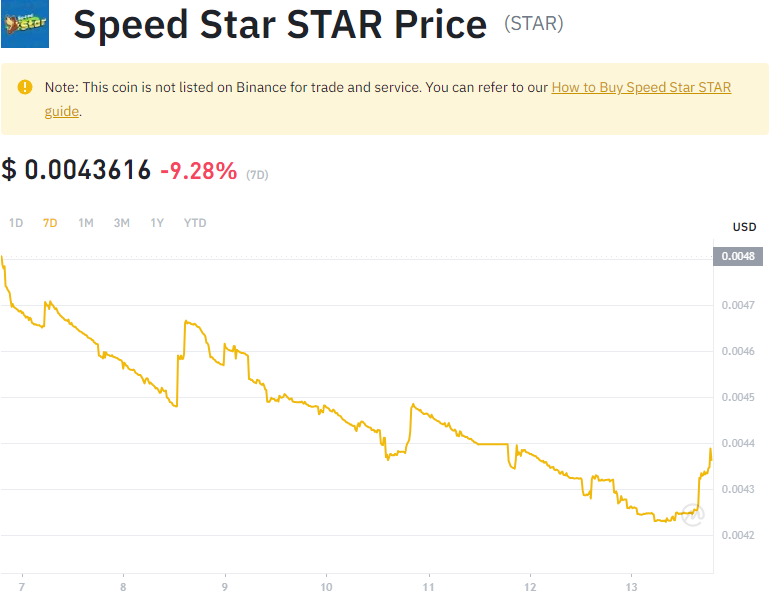 Speed Star STAR Price (STAR)
Note: This coin is not listed on Binance for trade and service. You can refer to our How to Buy Speed Star STAR
guide.
$ 0.0043616 -9.28% (7D)
1D 7D 1M 3M 1Y YTD
USD
0.0048
0.0047
0.0046
0.0045
0.0044
0.0043
0.0042
7 8 9 10 11 12 13